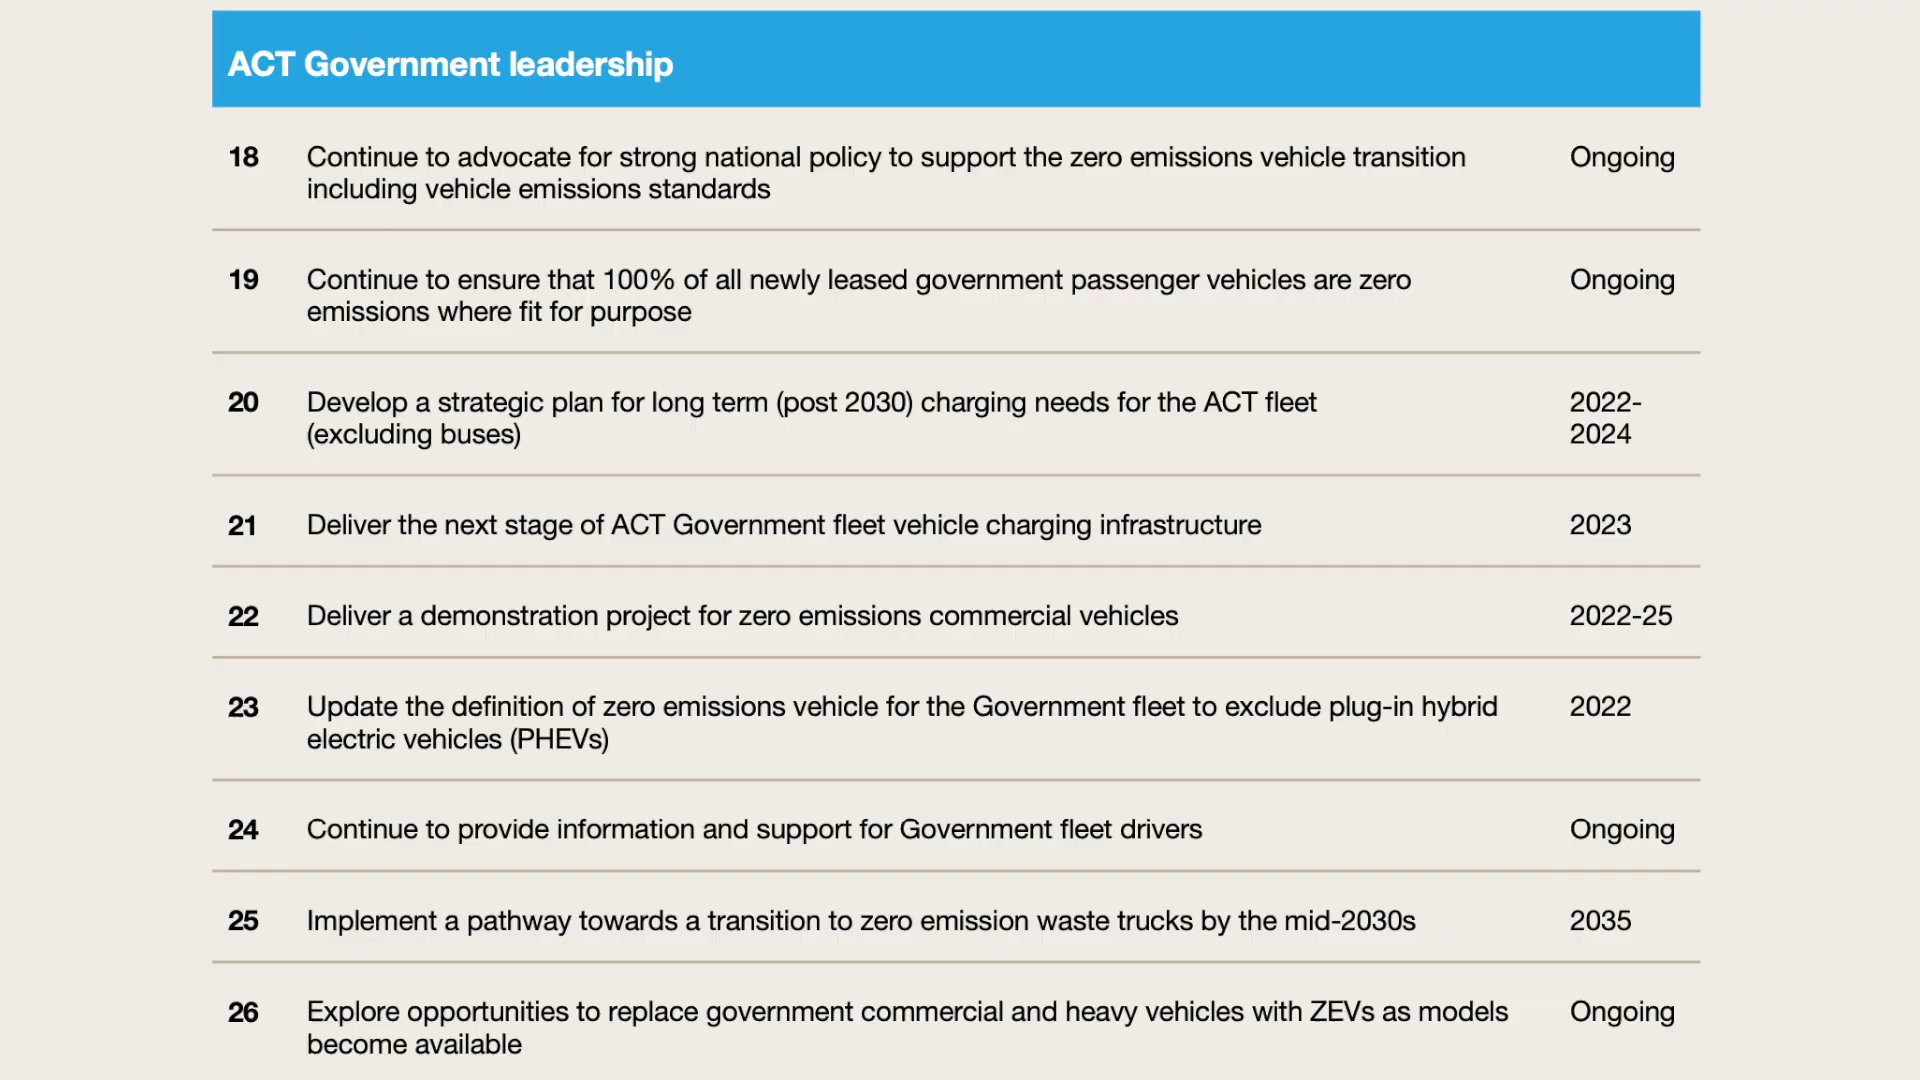 ACT Government leadership
18 Continue to advocate for strong national policy to support the zero emissions vehicle transition Ongoing
including vehicle emissions standards
19 Continue to ensure that 100% of all newly leased government passenger vehicles are zero Ongoing
emissions where fit for purpose
20 Develop a strategic plan for long term (post 2030) charging needs for the ACT fleet 2022-
(excluding buses) 2024
21 Deliver the next stage of ACT Government fleet vehicle charging infrastructure 2023
22 Deliver a demonstration project for zero emissions commercial vehicles 2022-25
23 Update the definition of zero emissions vehicle for the Government fleet to exclude plug-in hybrid 2022
electric vehicles (PHEVs)
24 Continue to provide information and support for Government fleet drivers Ongoing
25 Implement a pathway towards a transition to zero emission waste trucks by the mid-2030s 2035
26 Explore opportunities to replace government commercial and heavy vehicles with ZEVs as models Ongoing
become available